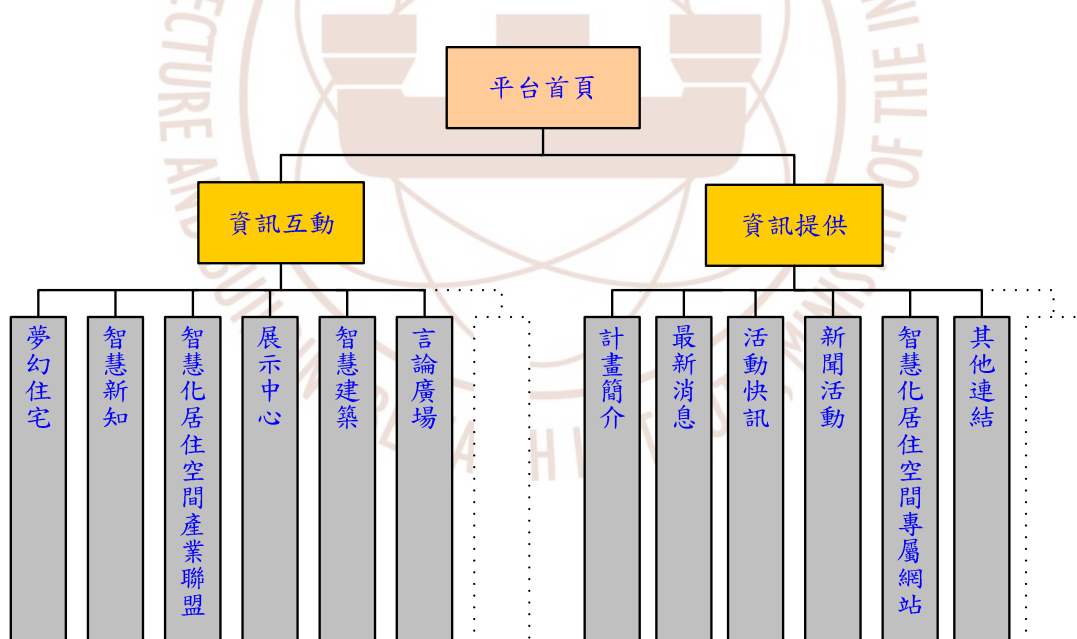 平台首頁
資訊互動
資訊提供
夢幻住宅
智慧新知
智慧化居住空間產業聯盟
展示中心
智慧建築
言論廣場
計畫簡介
最新消息
活動快訊
新聞活動
智慧化居住空間專屬網站
其他連結